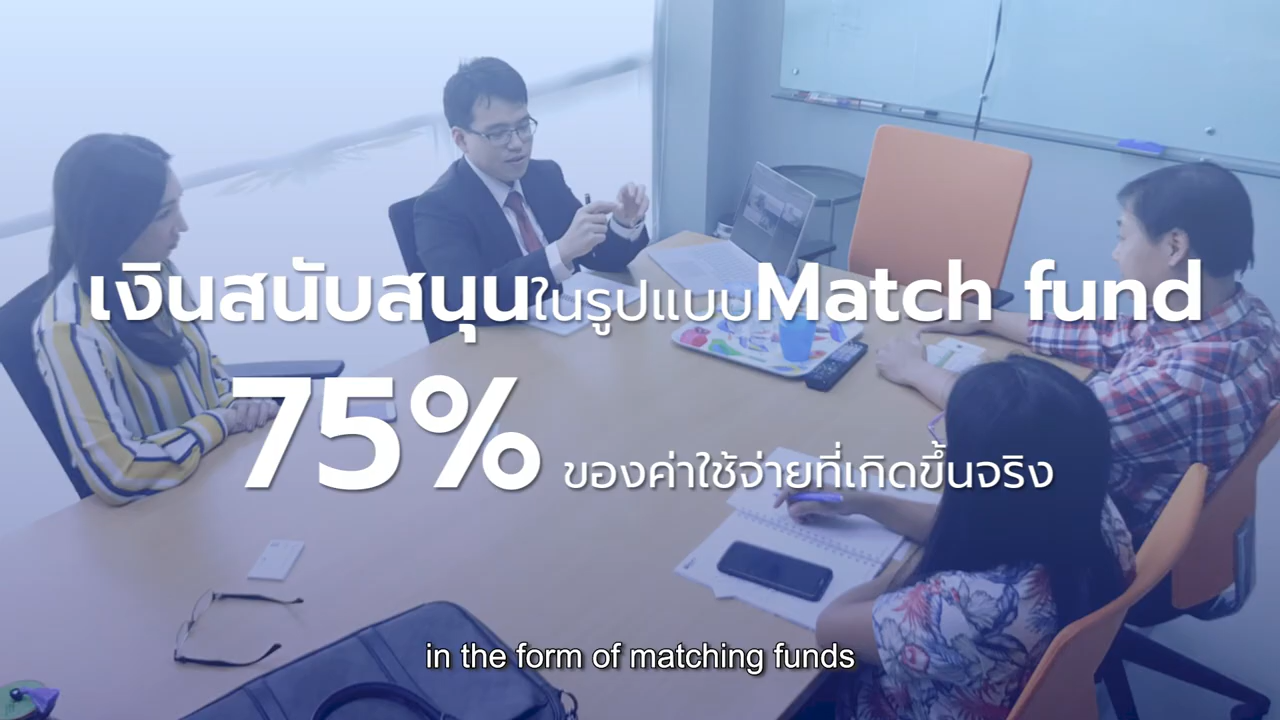 เงินสนับสนุนในรูปแบบMatch fund
75% ของค่าใช้จ่ายที่เกิดขึ้นจริง
in the form of matching funds